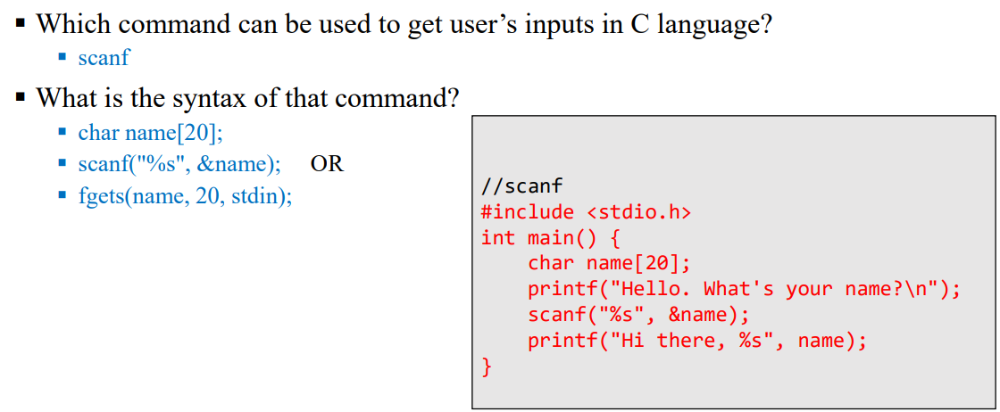 ▪ Which command can be used to get user’s inputs in C language?
▪ scanf
▪ What is the syntax of that command?
▪ char name[20];
▪ scanf("%s", &name); OR
▪ fgets(name, 20, stdin);
//scanf
#include <stdio.h>
int main() {
    char name[20];
    printf("Hello. What's your name?\n");
    scanf("%s", &name);
    printf("Hi there, %s", name);
}